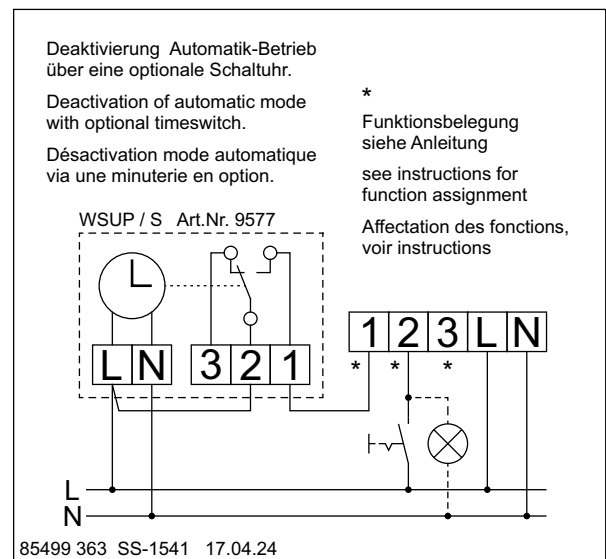 Deaktivierung Automatik-Betrieb
über eine optionale Schaltuhr.
Deactivation of automatic mode
with optional timeswitch.
Désactivation mode automatique
via une minuterie en option.
*
Funktionsbelegung
siehe Anleitung
see instructions for
function assignment
Affectation des fonctions,
voir instructions
WSUP / S Art.Nr. 9577
L N 3 2 1
1 2 3 L N
* * *
L
N
85499 363 SS-1541 17.04.24